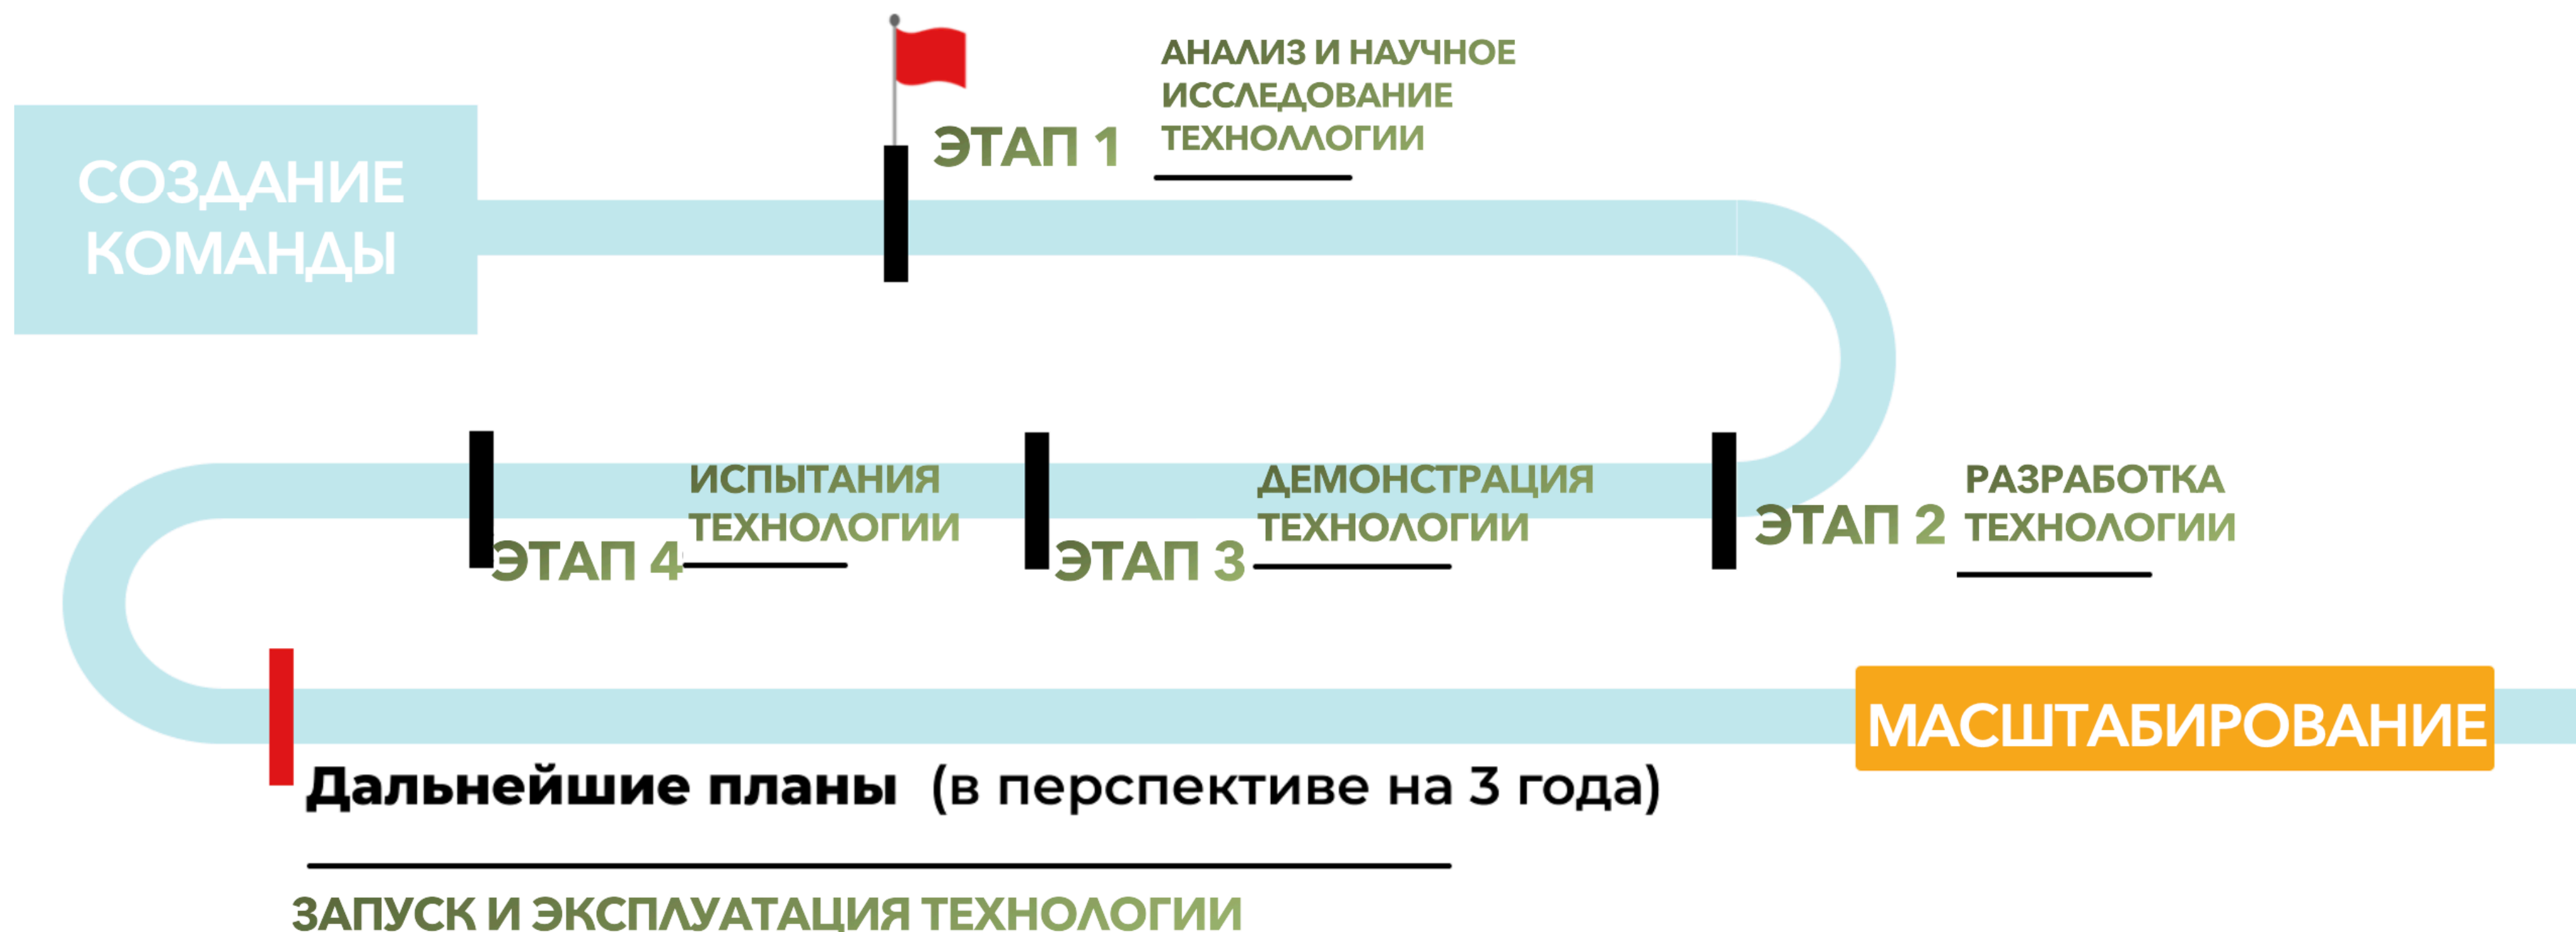 СОЗДАНИЕ
КОМАНДЫ
ЭТАП 1
АНАЛИЗ И НАУЧНОЕ
ИССЛЕДОВАНИЕ
ТЕХНОЛЛОГИИ
ЭТАП 2
РАЗРАБОТКА
ТЕХНОЛОГИИ
ЭТАП 3
ДЕМОНСТРАЦИЯ
ТЕХНОЛОГИИ
ЭТАП 4
ИСПЫТАНИЯ
ТЕХНОЛОГИИ
Дальнейшие планы (в перспективе на 3 года)
ЗАПУСК И ЭКСПЛУАТАЦИЯ ТЕХНОЛОГИИ
МАСШТАБИРОВАНИЕ